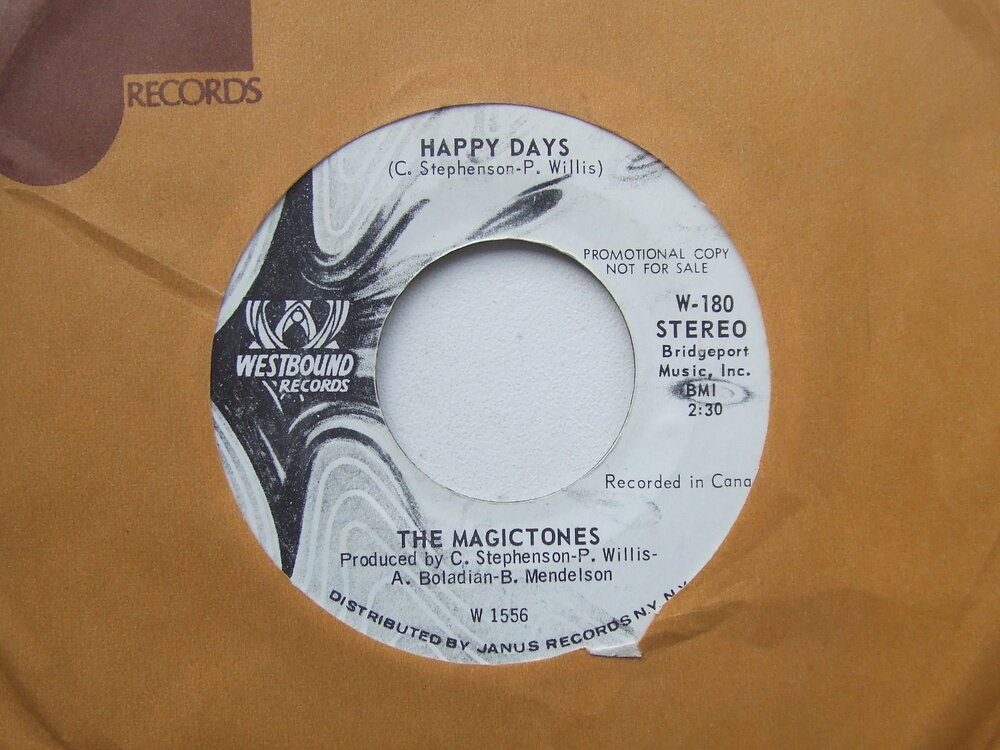 RECORDS
HAPPY DAYS
(C. Stephenson-P. Willis)
PROMOTIONAL COPY
NOT FOR SALE
W-180
STEREO
Bridgeport
Music, Inc.
BMI
2:30
WESTBOUND
RECORDS
Recorded in Cana
THE MAGICTONES
Produced by C. Stephenson-P. Willis-
A. Boladian-B. Mendelson
W 1556
DISTRIBUTED BY JANUS RECORDS N.Y. N.Y.